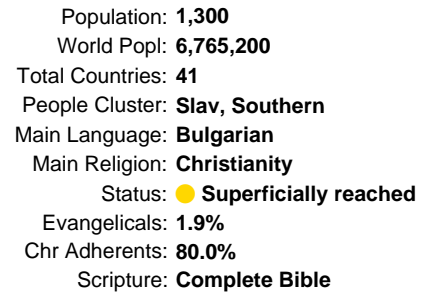 Population: 1,300
World Popl: 6,765,200
Total Countries: 41
People Cluster: Slav, Southern
Main Language: Bulgarian
Main Religion: Christianity
Status: Superficially reached
Evangelicals: 1.9%
Chr Adherents: 80.0%
Scripture: Complete Bible